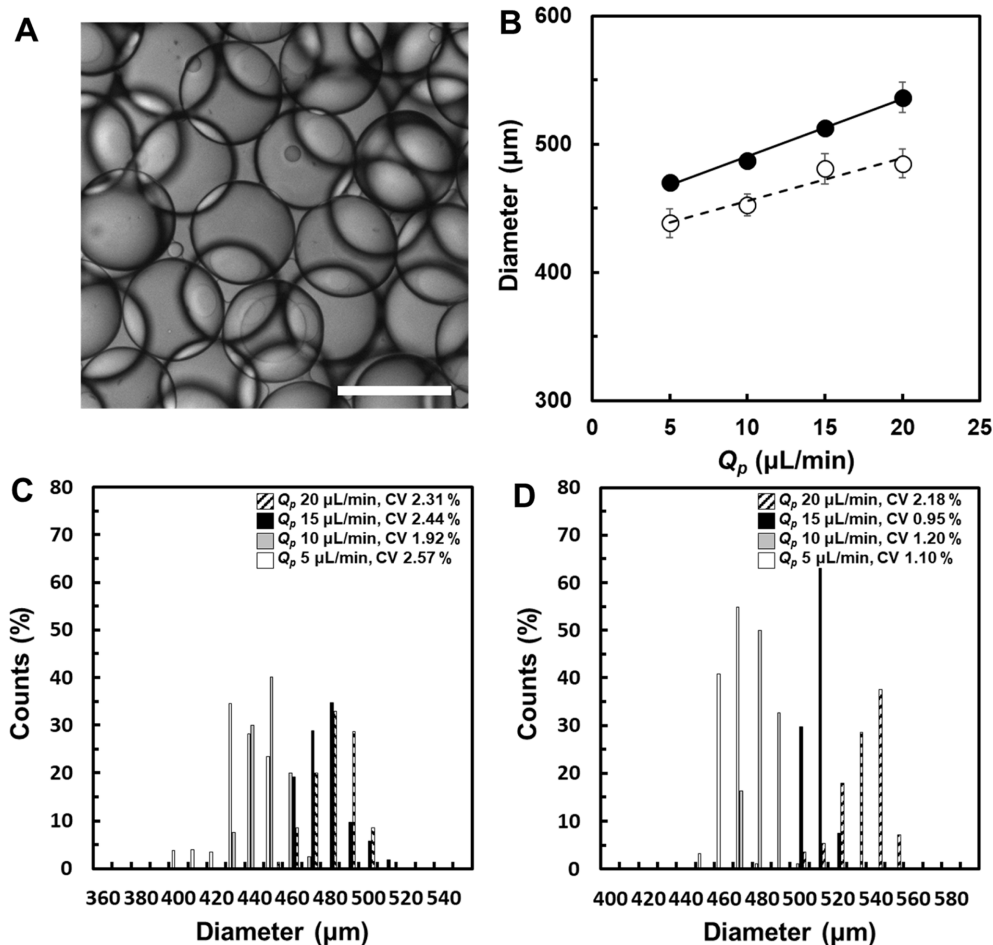 A
B
600
500
400
300
Diameter (µm)
0 5 10 15 20 25
Qp (µL/min)
C
80
70
60
50
40
30
20
10
0
Counts (%)
Qp 20 µL/min, CV 2.31 %
Qp 15 µL/min, CV 2.44 %
Qp 10 µL/min, CV 1.92 %
Qp 5 µL/min, CV 2.57 %
360 380 400 420 440 460 480 500 520 540
Diameter (µm)
D
80
70
60
50
40
30
20
10
0
Counts (%)
Qp 20 µL/min, CV 2.18 %
Qp 15 µL/min, CV 0.95 %
Qp 10 µL/min, CV 1.20 %
Qp 5 µL/min, CV 1.10 %
400 420 440 460 480 500 520 540 560 580
Diameter (µm)